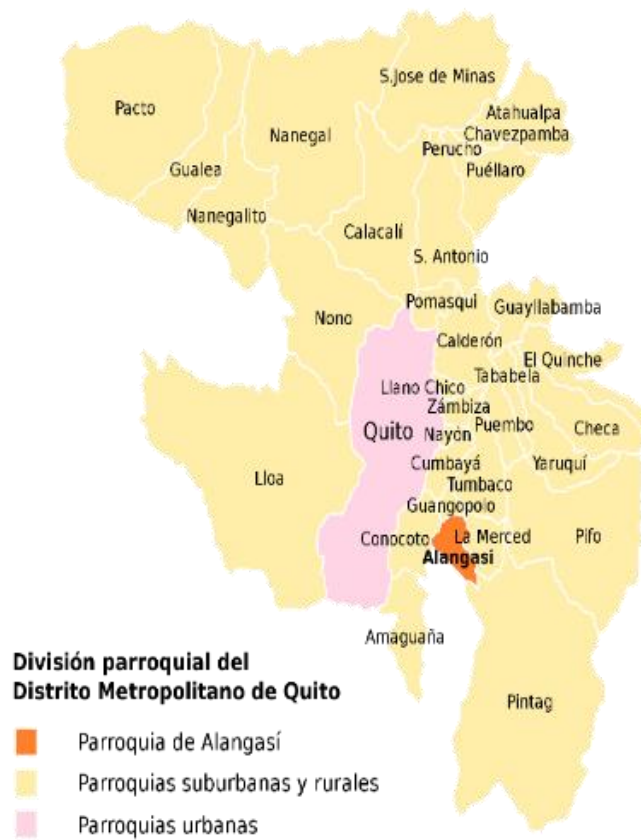 S.Jose de Minas
Pacto
Atahualpa
Nanegal
Chavezpamba
Perucho
Gualea
Puéllaro
Nanegalito
Calacalí
S. Antonio
Pomasqui
Guayllabamba
Nono
Calderón
El Quinche
Tababela
Llano Chico
Zámbiza
Puembo
Checa
Quito
Nayón
Cumbayá
Yaruquí
Lloa
Tumbaco
Guangopolo
La Merced
Pifo
Conocoto
Alangasí
Amaguaña
División parroquial del
Distrito Metropolitano de Quito
Pintag
Parroquia de Alangasí
Parroquias suburbanas y rurales
Parroquias urbanas